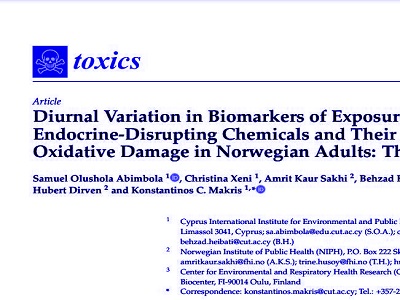 toxics
Article
Diurnal Variation in Biomarkers of Exposur
Endocrine-Disrupting Chemicals and Their
Oxidative Damage in Norwegian Adults: Th
Samuel Olushola Abimbola 1, Christina Xeni 1, Amrit Kaur Sakhi 2, Behzad H
Hubert Dirven 2 and Konstantinos C. Makris 1,*
1 Cyprus International Institute for Environmental and Public
Limassol 3041, Cyprus; sa.abimbola@edu.cut.ac.cy (S.O.A.); c
behzad.heibati@cut.ac.cy (B.H.)
2 Norwegian Institute of Public Health (NIPH), P.O. Box 222 Sk
amritkaur.sakhi@fhi.no (A.K.S.); trine.husoy@fhi.no (T.H.); h
3 Center for Environmental and Respiratory Health Research (C
Biocenter, FI-90014 Oulu, Finland
* Correspondence: konstantinos.makris@cut.ac.cy; Tel.: +357-2